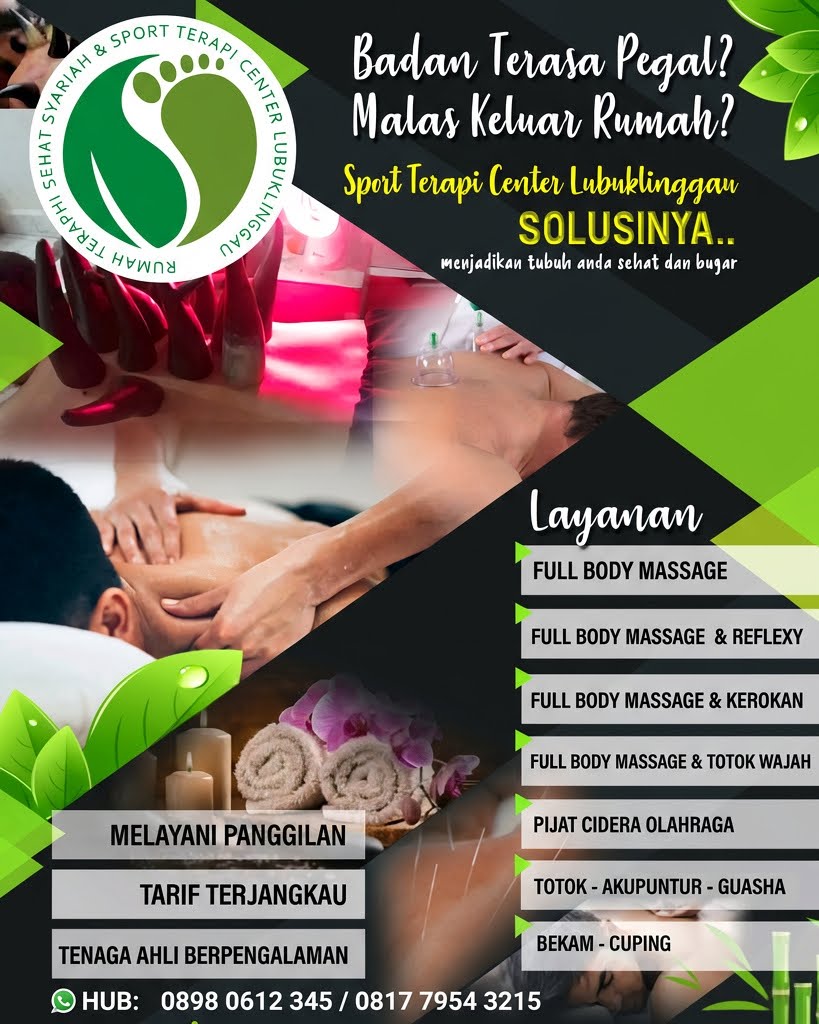 RUMAH TERAPHI SEHAT SYARIAH & SPORT TERAPI CENTER LUBUKLINGGAU
Badan Terasa Pegal?
Malas Keluar Rumah?
Sport Terapi Center Lubuklinggau
SOLUSINYA..
menjadikan tubuh anda sehat dan bugar
Layanan
FULL BODY MASSAGE
FULL BODY MASSAGE & REFLEXY
FULL BODY MASSAGE & KEROKAN
FULL BODY MASSAGE & TOTOK WAJAH
PIJAT CIDERA OLAHRAGA
TOTOK - AKUPUNTUR - GUASHA
BEKAM - CUPING
MELAYANI PANGGILAN
TARIF TERJANGKAU
TENAGA AHLI BERPENGALAMAN
HUB: 0898 0612 345 / 0817 7954 3215